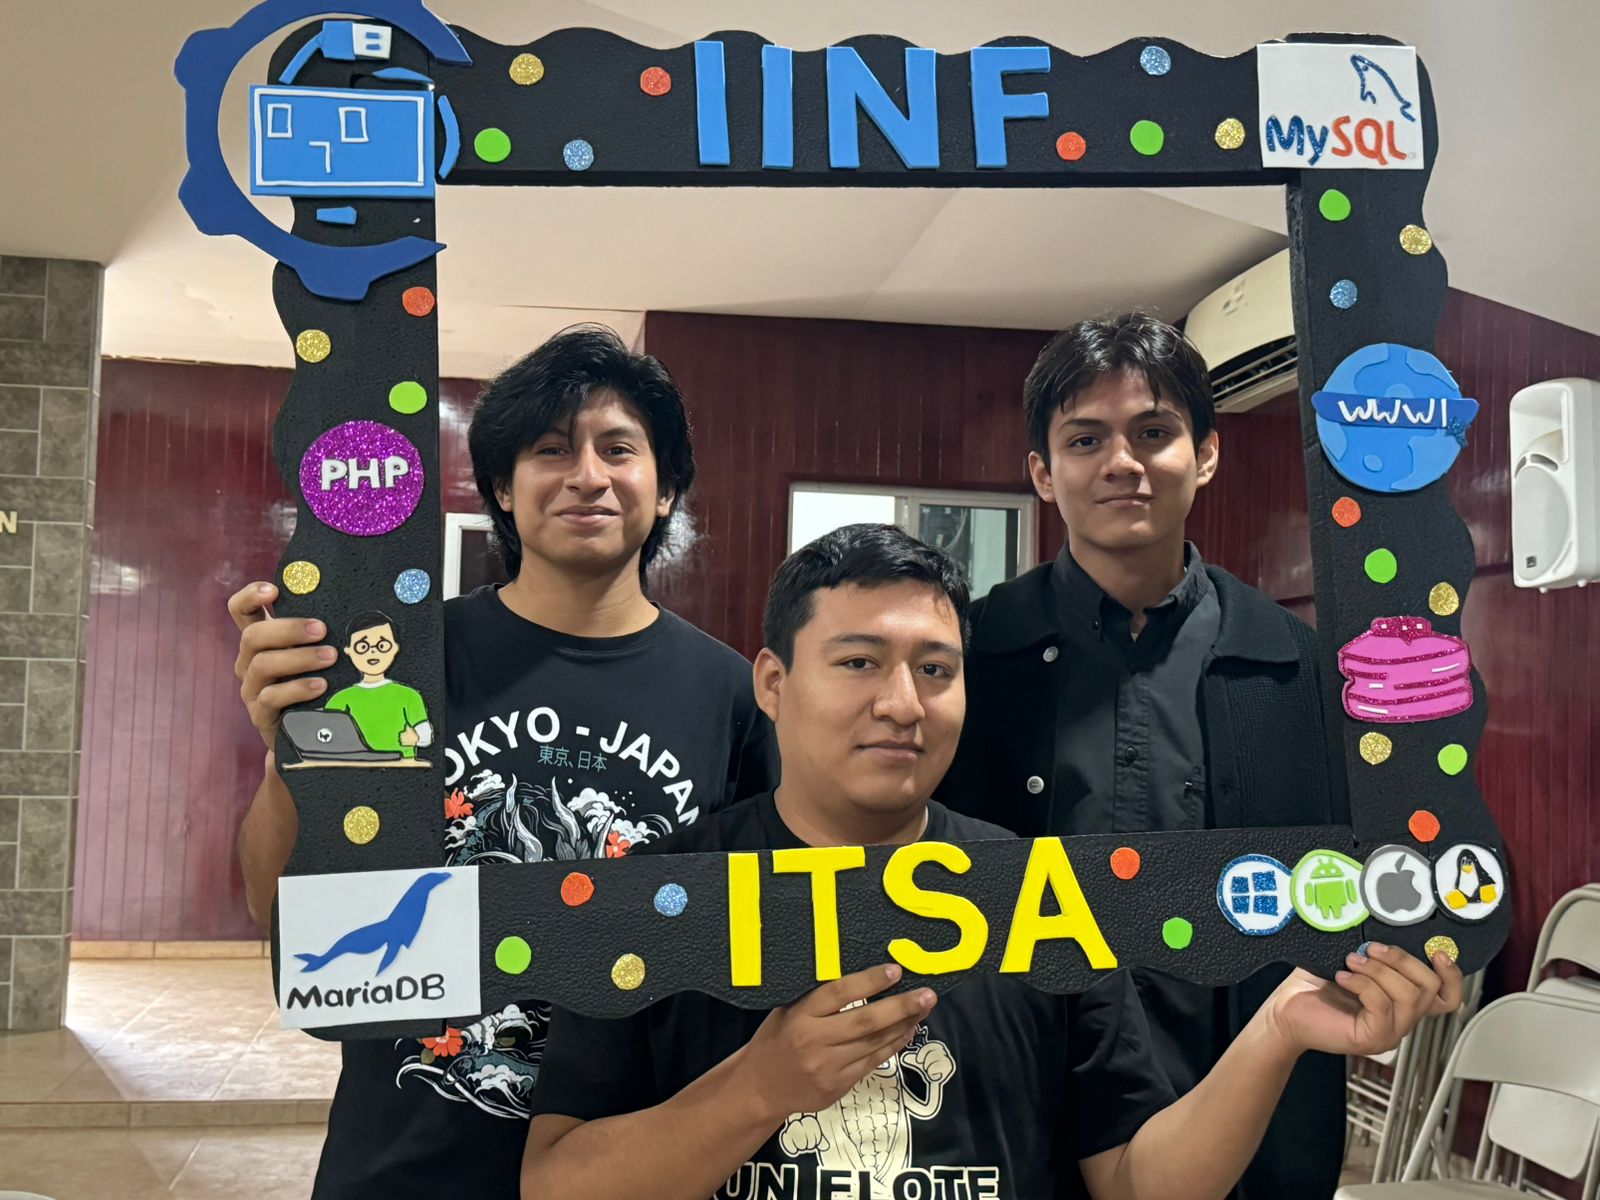 IINF
MySQL
WWW
PHP
N
OKYO - JAPAN
東京、日本
ITSA
MariaDB
UN ELOTE